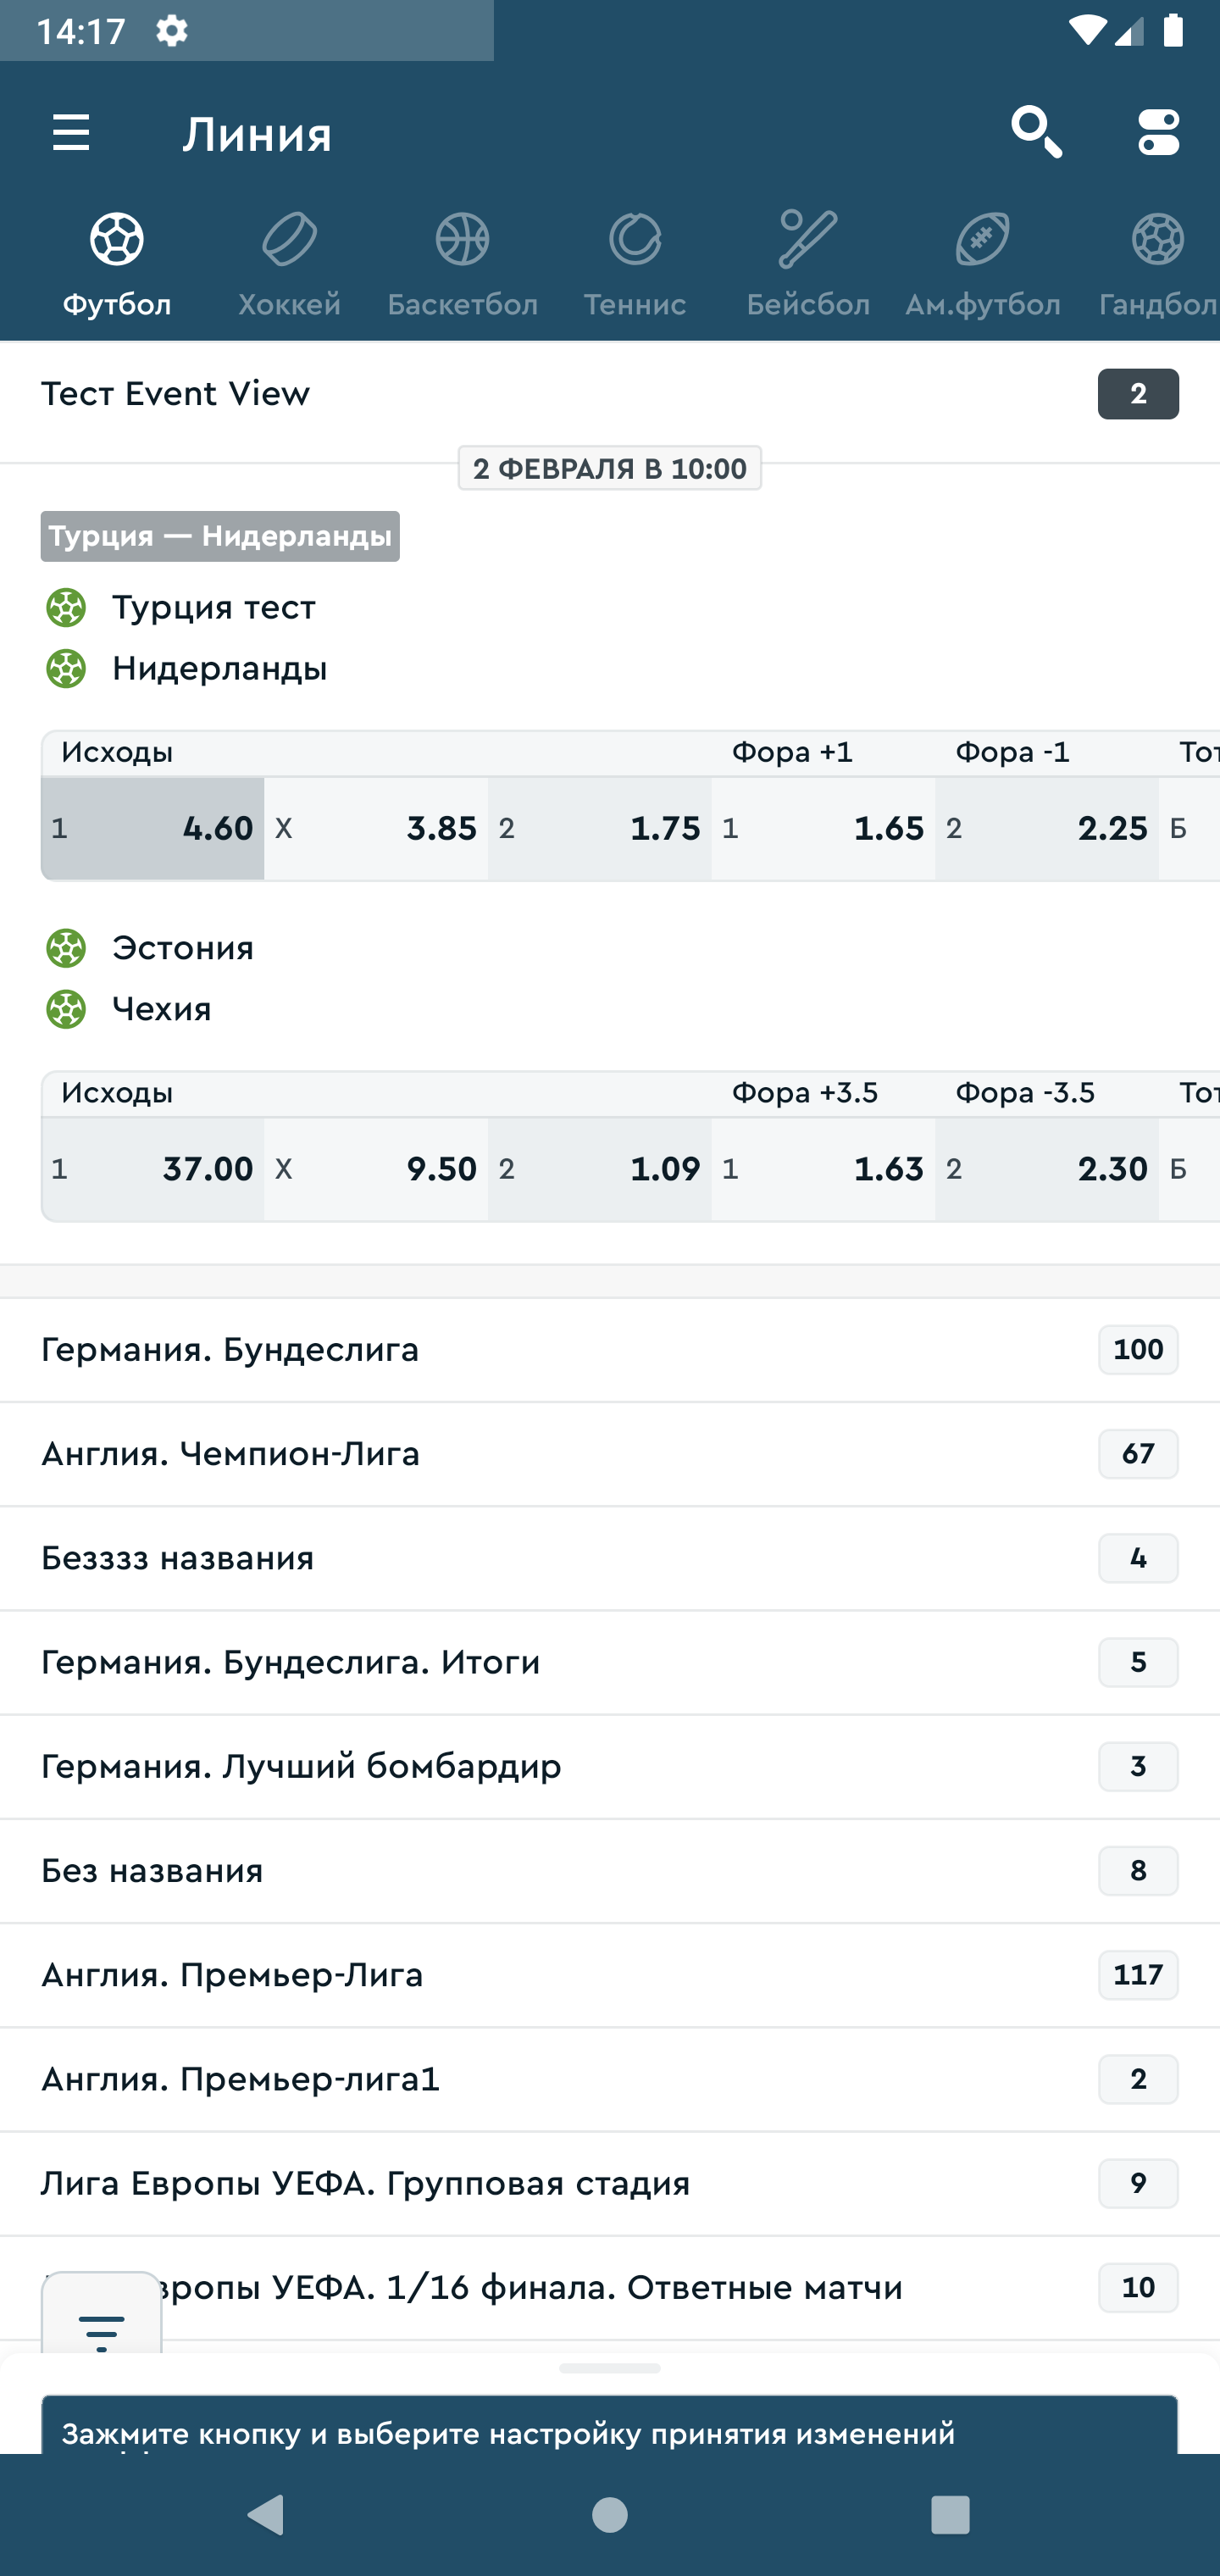 14:17
Линия
Футбол Хоккей Баскетбол Теннис Бейсбол Ам.футбол Гандбол
Тест Event View 2
2 ФЕВРАЛЯ В 10:00
Турция — Нидерланды
Турция тест
Нидерланды
Исходы Фора +1 Фора -1
1 4.60 X 3.85 2 1.75 1 1.65 2 2.25 Б
Эстония
Чехия
Исходы Фора +3.5 Фора -3.5
1 37.00 X 9.50 2 1.09 1 1.63 2 2.30 Б
Германия. Бундеслига 100
Англия. Чемпион-Лига 67
Безззз названия 4
Германия. Бундеслига. Итоги 5
Германия. Лучший бомбардир 3
Без названия 8
Англия. Премьер-Лига 117
Англия. Премьер-лига1 2
Лига Европы УЕФА. Групповая стадия 9
УЕФА. 1/16 финала. Ответные матчи 10
Зажмите кнопку и выберите настройку принятия изменений